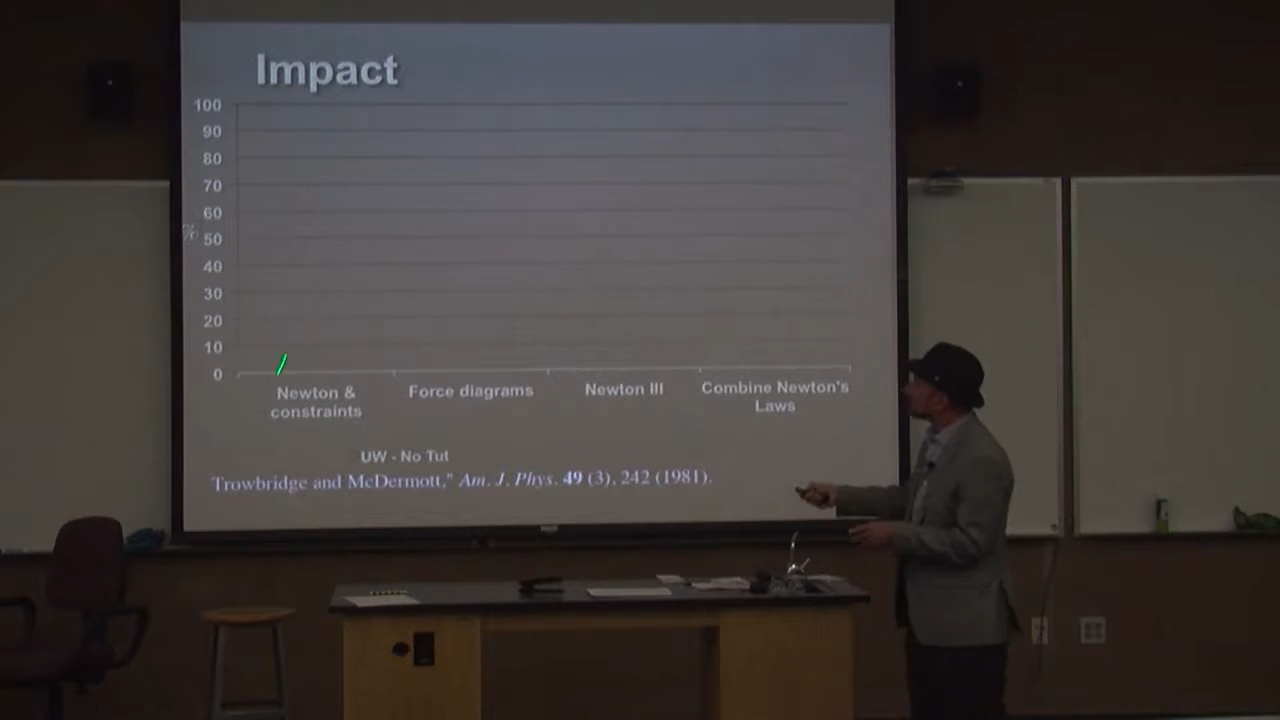 Impact
100
90
80
70
60
%
50
40
30
20
10
0
Newton &
constraints
Force diagrams
Newton III
Combine Newton's
Laws
UW - No Tut
Trowbridge and McDermott," Am. J. Phys. 49 (3), 242 (1981).